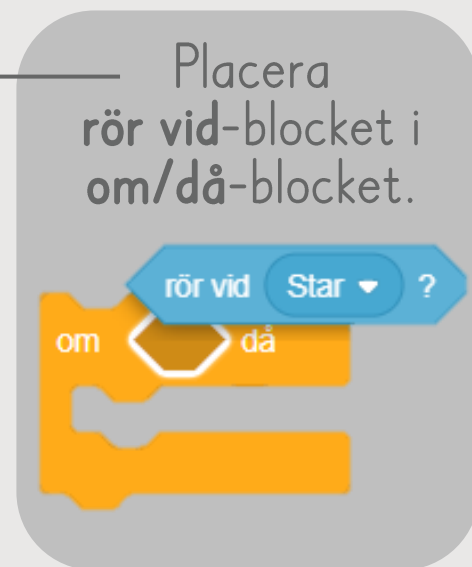 Placera
rör vid-blocket i
om/då-blocket.
rör vid Star ?
om då